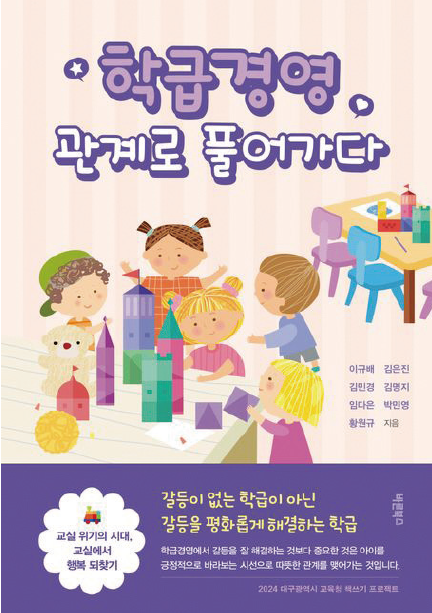 학급경영
관계로 풀어가다
이규배 김은진
김민경 김명지
임다은 박민영
황원규 지음
교실 위기의 시대,
교실에서
행복 되찾기
갈등이 없는 학급이 아닌
갈등을 평화롭게 해결하는 학급
학급경영에서 갈등을 잘 해결하는 것보다 중요한 것은 아이를
긍정적으로 바라보는 시선으로 따뜻한 관계를 맺어가는 것입니다.
바른북스
2024 대구광역시 교육청 책쓰기 프로젝트